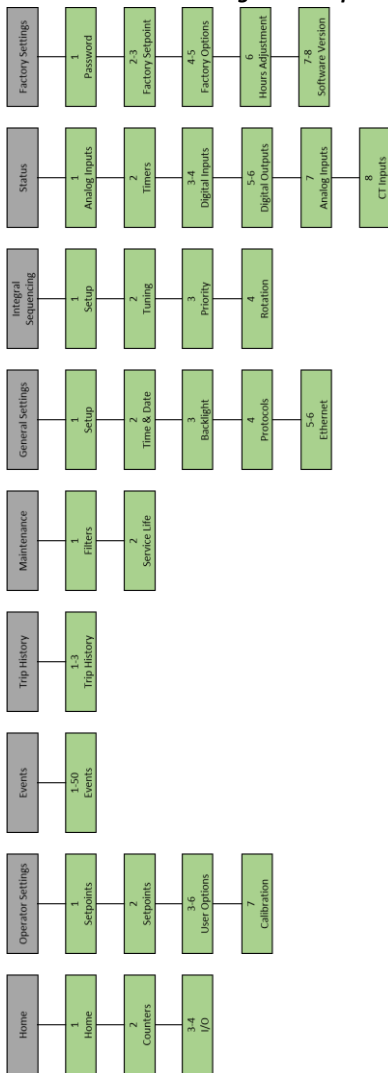 Home
1
Home
2
Counters
3-4
I/O
Operator Settings
1
Setpoints
2
Setpoints
3-6
User Options
7
Calibration
Events
1-50
Events
Trip History
1-3
Trip History
Maintenance
1
Filters
2
Service Life
General Settings
1
Setup
2
Time & Date
3
Backlight
4
Protocols
5-6
Ethernet
Integral
Sequencing
1
Setup
2
Tuning
3
Priority
4
Rotation
Status
1
Analog Inputs
2
Timers
3-4
Digital Inputs
5-6
Digital Outputs
7
Analog Inputs
8
CT Inputs
Factory Settings
1
Password
2-3
Factory Setpoint
4-5
Factory Options
6
Hours Adjustment
7-8
Software Version